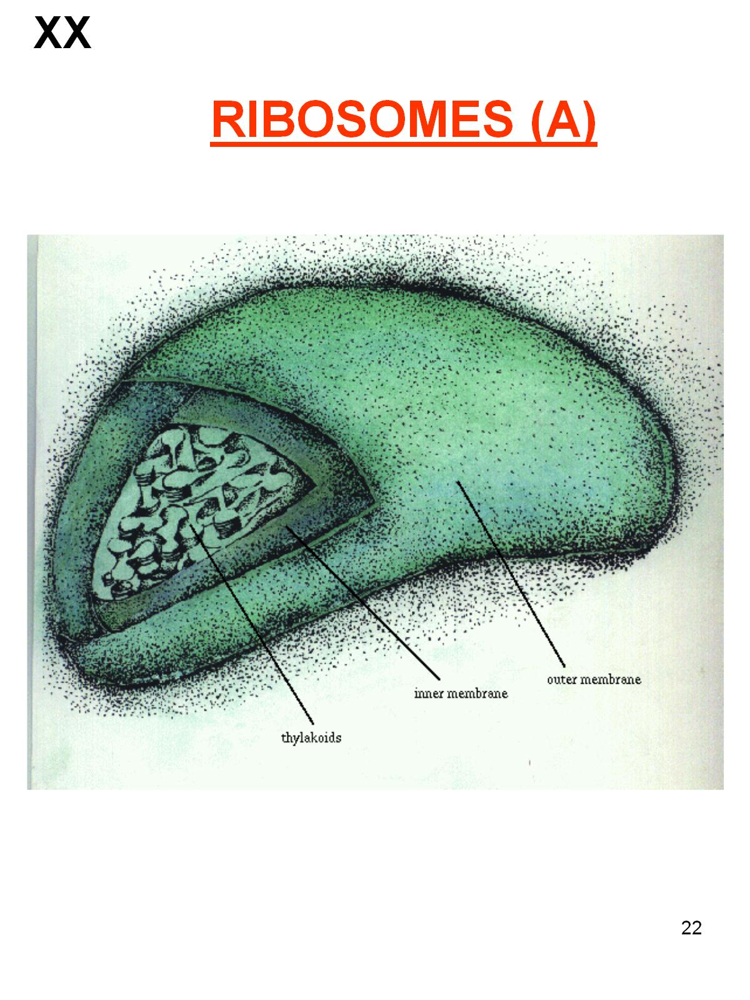 XX
RIBOSOMES (A)
outer membrane
inner membrane
thylakoids
22